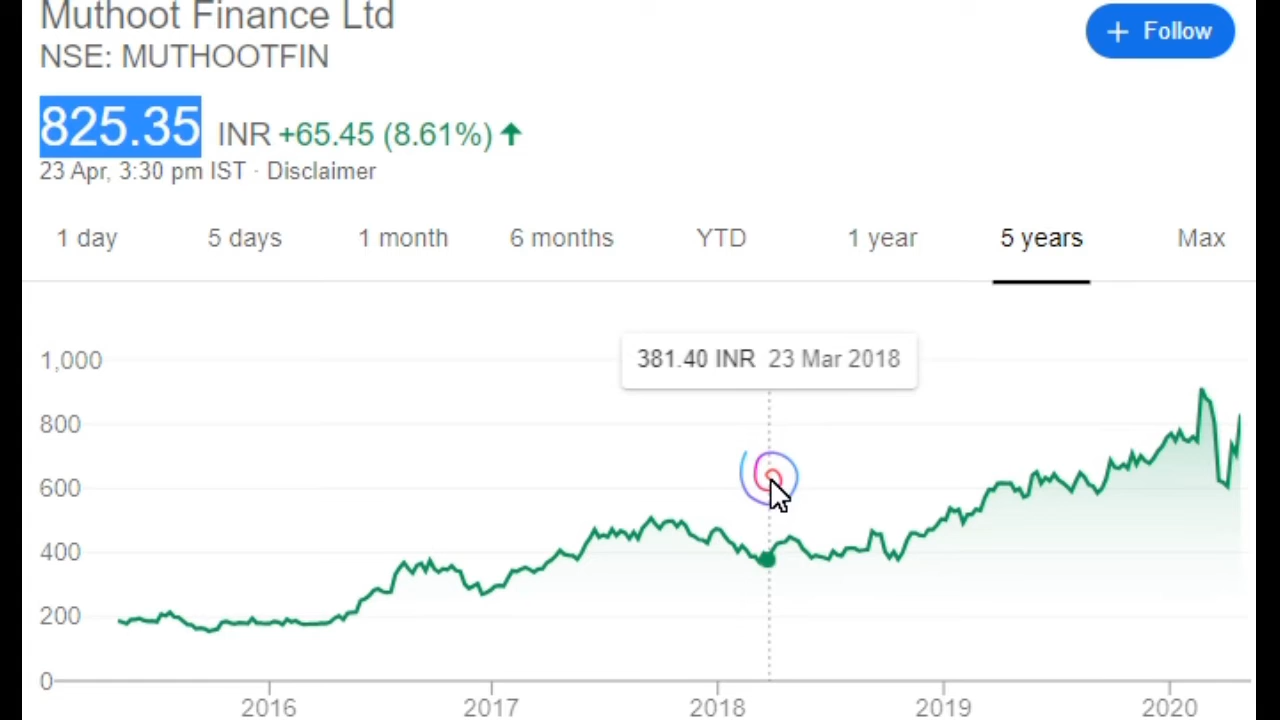 Muthoot Finance Ltd
+ Follow
NSE: MUTHOOTFIN
825.35 INR +65.45 (8.61%)
23 Apr, 3:30 pm IST · Disclaimer
1 day 5 days 1 month 6 months YTD 1 year 5 years Max
381.40 INR 23 Mar 2018
1,000
800
600
400
200
0
2016 2017 2018 2019 2020